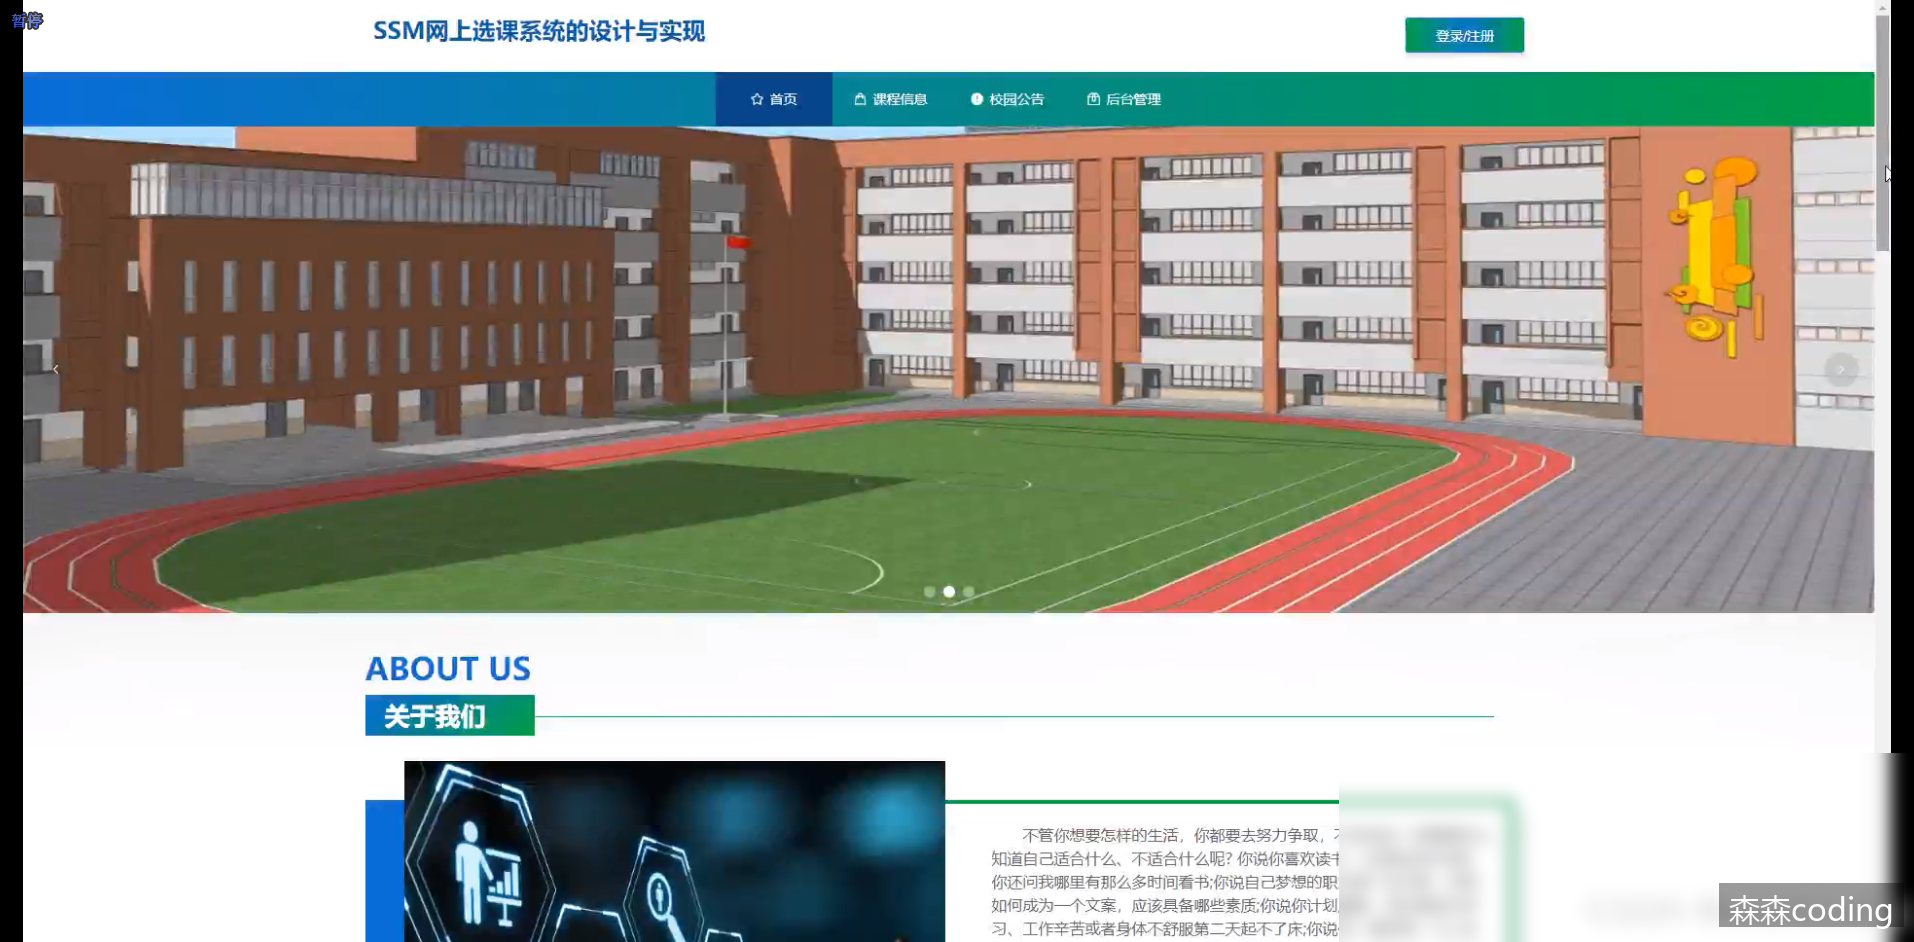 暂停
SSM网上选课系统的设计与实现
登录/注册
首页
课程信息
校园公告
后台管理
ABOUT US
关于我们
不管你想要怎样的生活，你都要去努力争取，
知道自己适合什么、不适合什么呢? 你说你喜欢读
你还问我哪里有那么多时间看书;你说自己梦想的职
如何成为一个文案，应该具备哪些素质;你说你计划
习、工作辛苦或者身体不舒服第二天起不了床;你说
森森coding